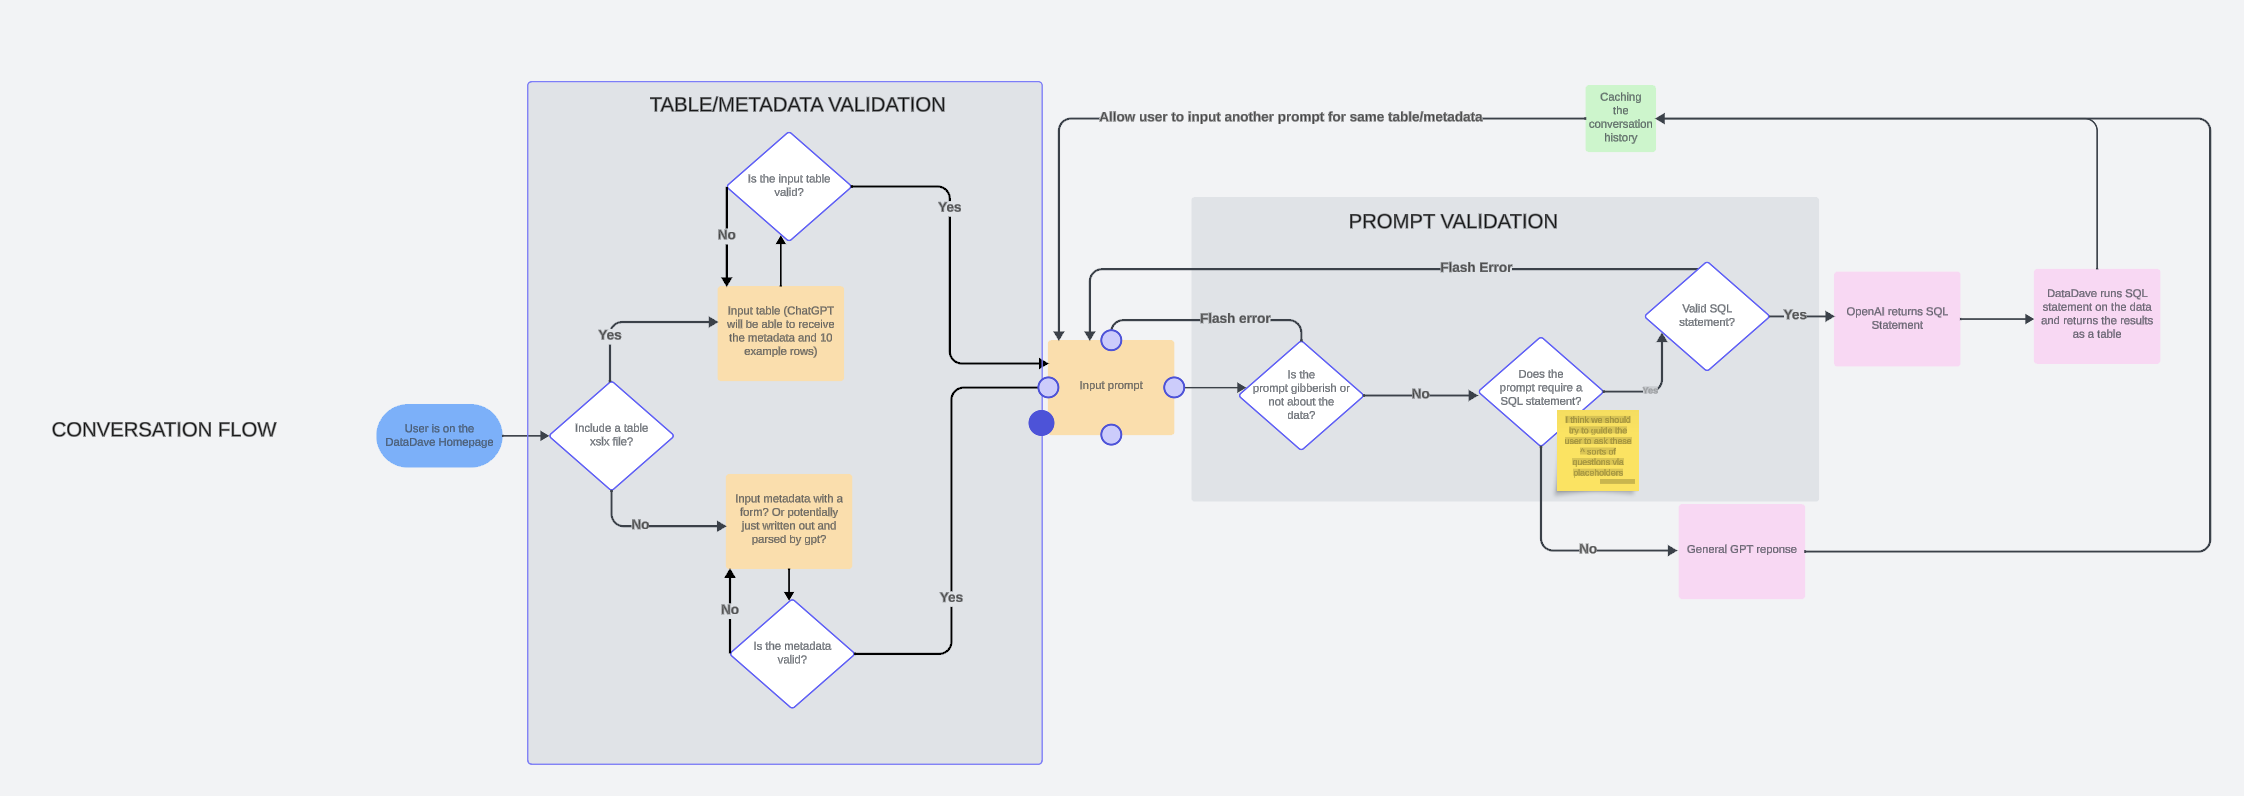 CONVERSATION FLOW
User is on the
DataDave Homepage
TABLE/METADATA VALIDATION
Include a table
xslx file?
Yes
No
Input table (ChatGPT
will be able to receive
the metadata and 10
example rows)
Is the input table
valid?
No
Yes
Input metadata with a
form? Or potentially
just written out and
parsed by gpt?
Is the metadata
valid?
No
Yes
Input prompt
Allow user to input another prompt for same table/metadata
Caching
the
conversation
history
PROMPT VALIDATION
Flash Error
Flash error
Is the
prompt gibberish or
not about the
data?
No
Does the
prompt require a
SQL statement?
Yes
I think we should
try to guide the
user to ask these
^ sorts of
questions via
placeholders
Valid SQL
statement?
Yes
No
General GPT reponse
OpenAI returns SQL
Statement
DataDave runs SQL
statement on the data
and returns the results
as a table